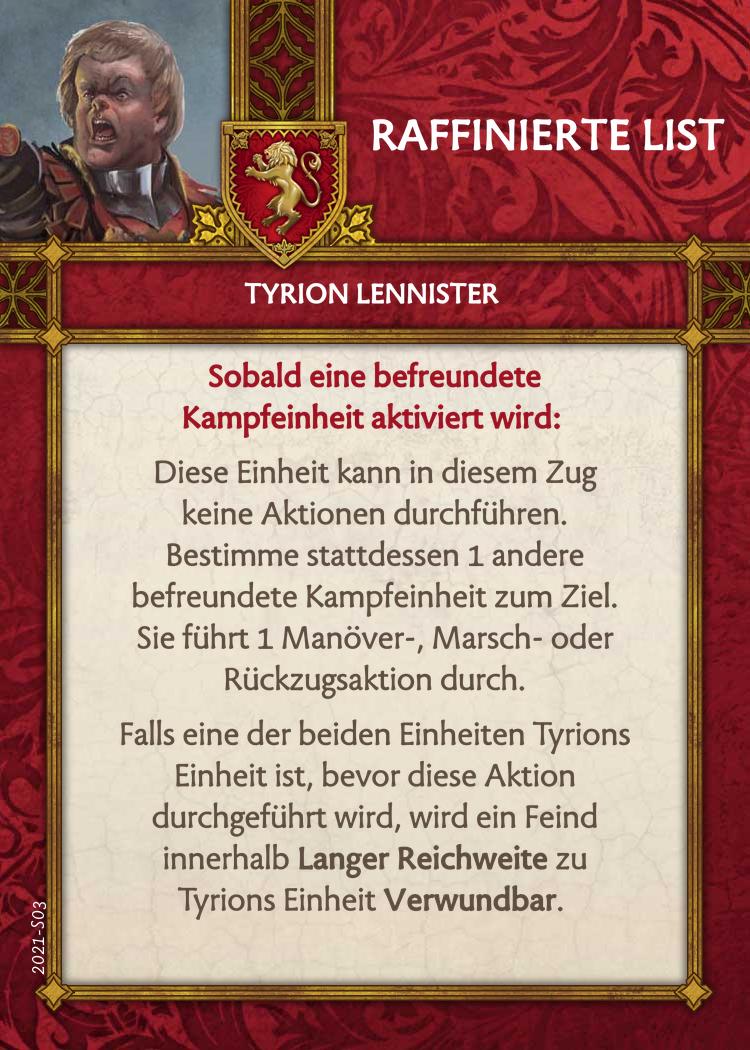 RAFFINIERTE LIST
TYRION LENNISTER
Sobald eine befreundete
Kampfeinheit aktiviert wird:
Diese Einheit kann in diesem Zug
keine Aktionen durchführen.
Bestimme stattdessen 1 andere
befreundete Kampfeinheit zum Ziel.
Sie führt 1 Manöver-, Marsch- oder
Rückzugsaktion durch.
Falls eine der beiden Einheiten Tyrions
Einheit ist, bevor diese Aktion
durchgeführt wird, wird ein Feind
innerhalb Langer Reichweite zu
Tyrions Einheit Verwundbar.
2021-S03